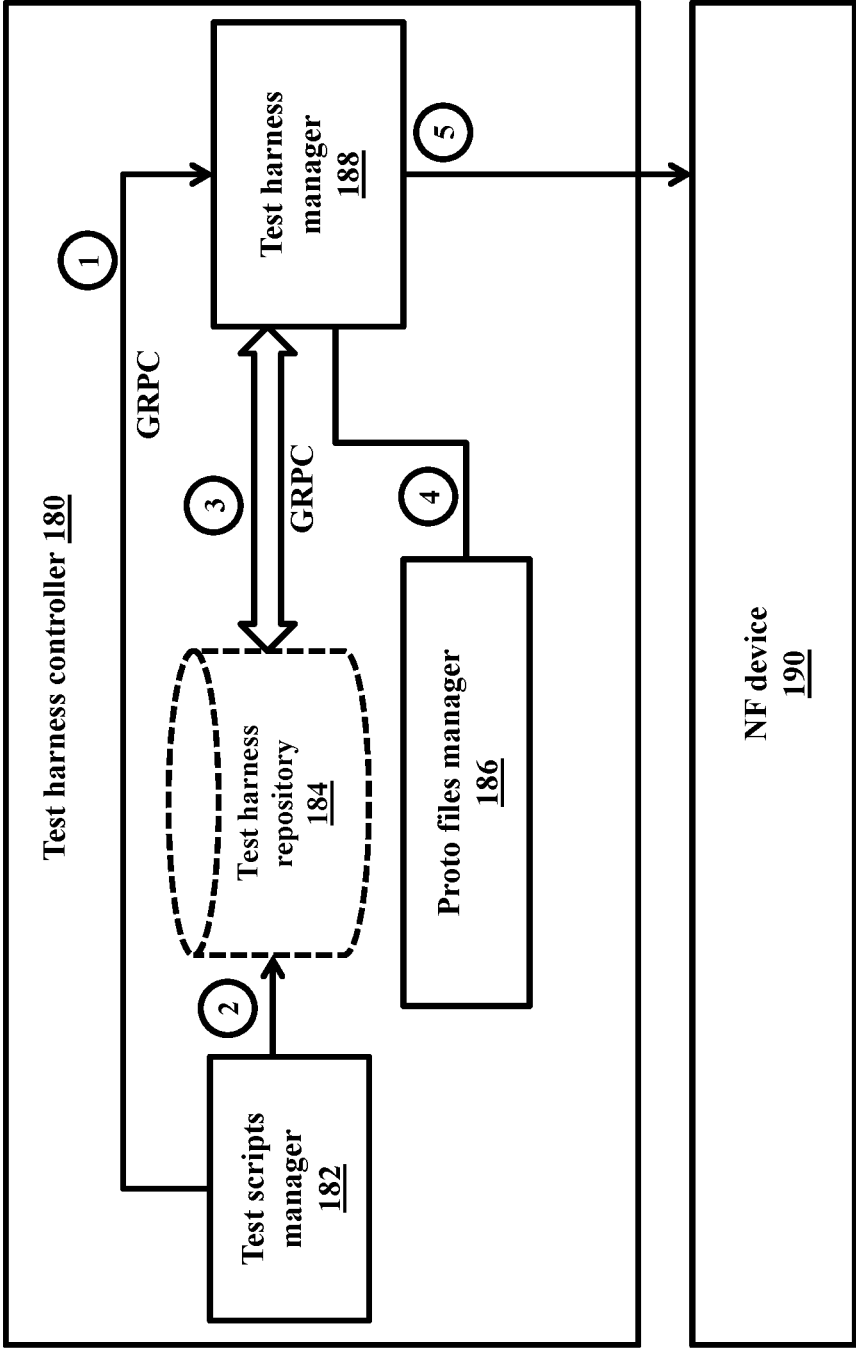 Test harness controller 180
1
GRPC
Test scripts
manager
182
2
Test harness
repository
184
3
GRPC
Test harness
manager
188
Proto files manager
186
4
5
NF device
190